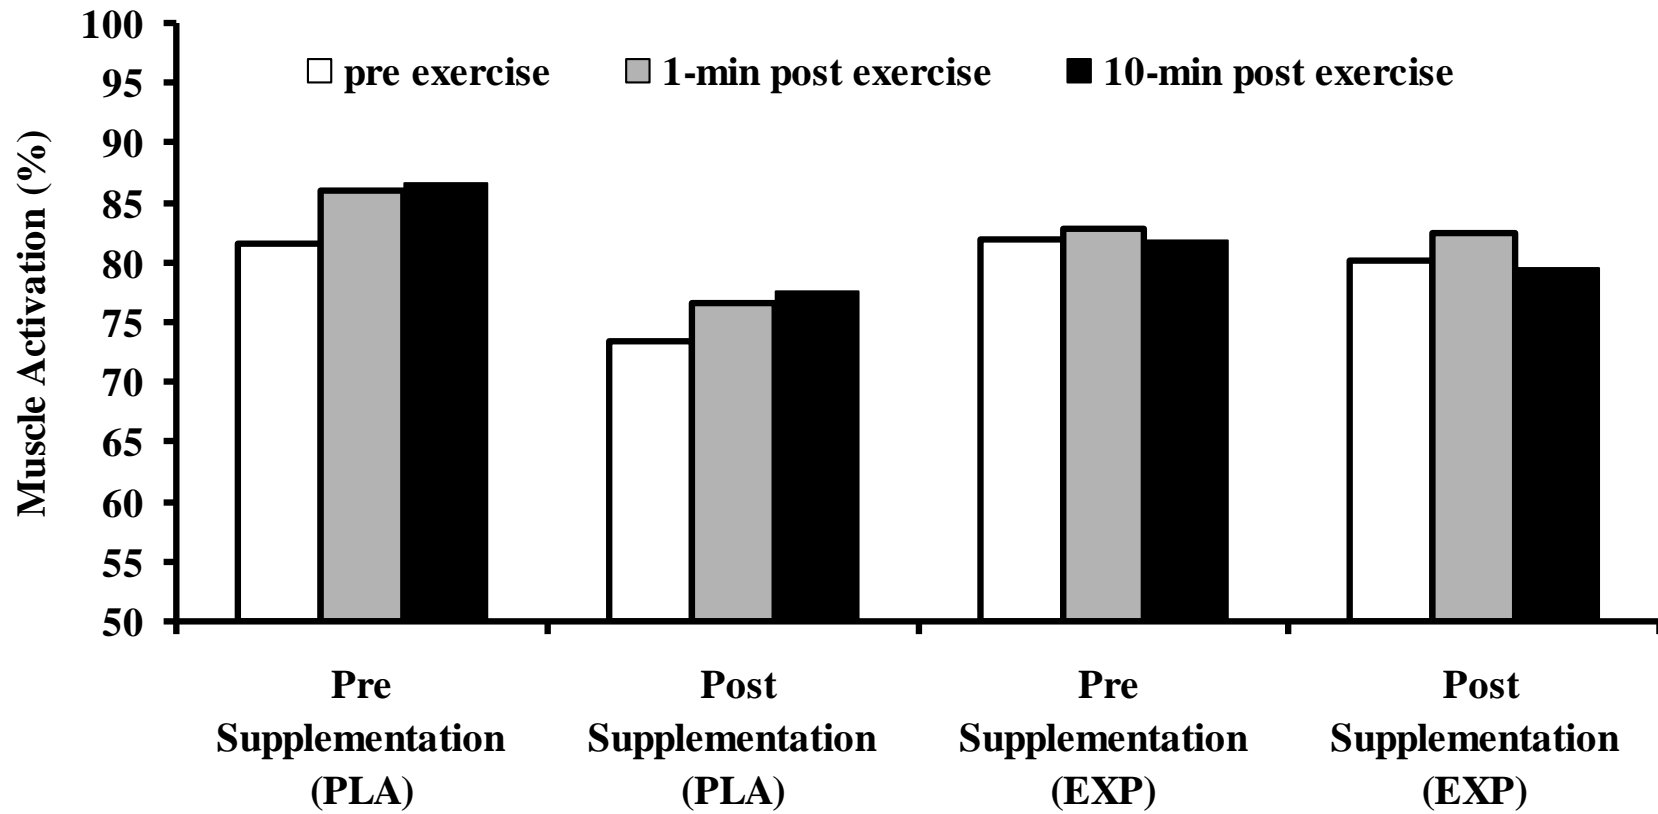 100
95
90
85
80
75
70
65
60
55
50
Muscle Activation (%)
pre exercise
1-min post exercise
10-min post exercise
Pre
Supplementation
(PLA)
Post
Supplementation
(PLA)
Pre
Supplementation
(EXP)
Post
Supplementation
(EXP)